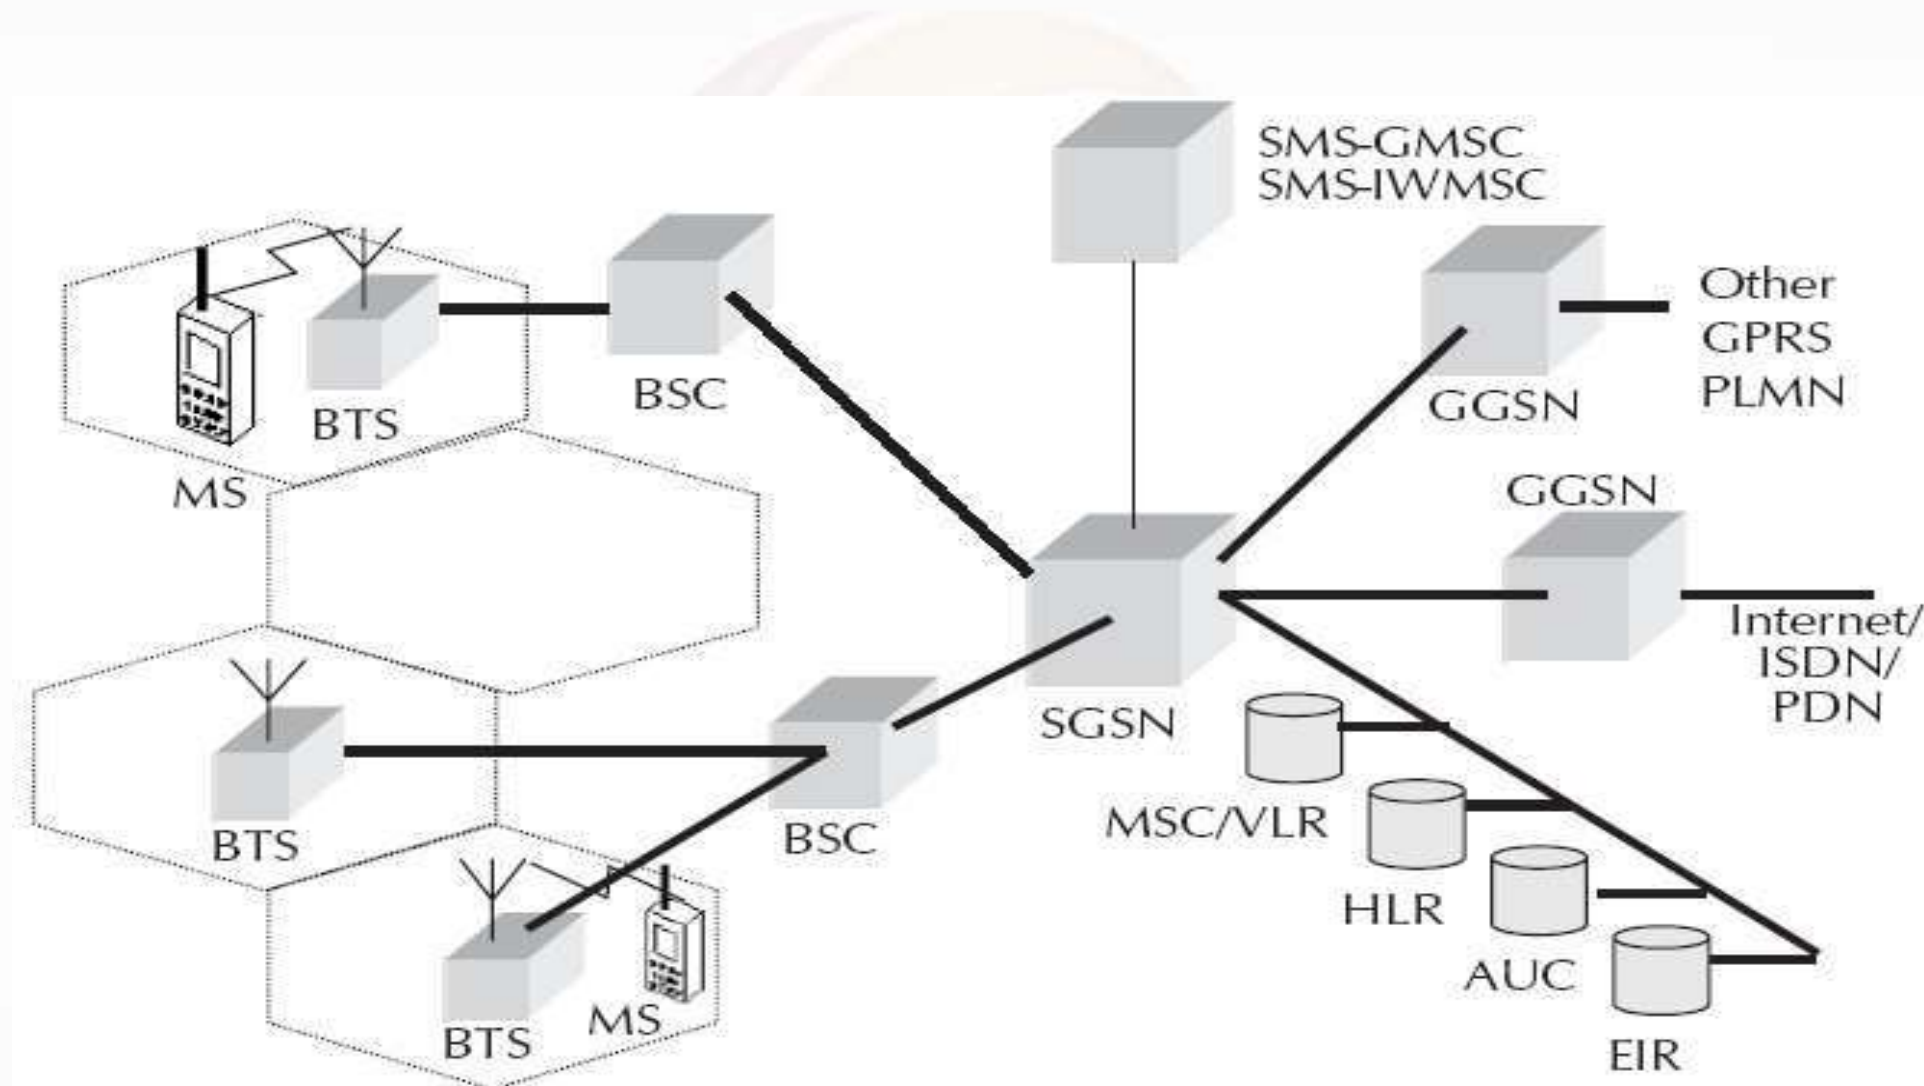 SMS-GMSC
SMS-IWMSC
Other
GPRS
PLMN
BSC
GGSN
BTS
MS
GGSN
Internet/
ISDN/
PDN
SGSN
MSC/VLR
BTS
BSC
HLR
AUC
MS
BTS
EIR